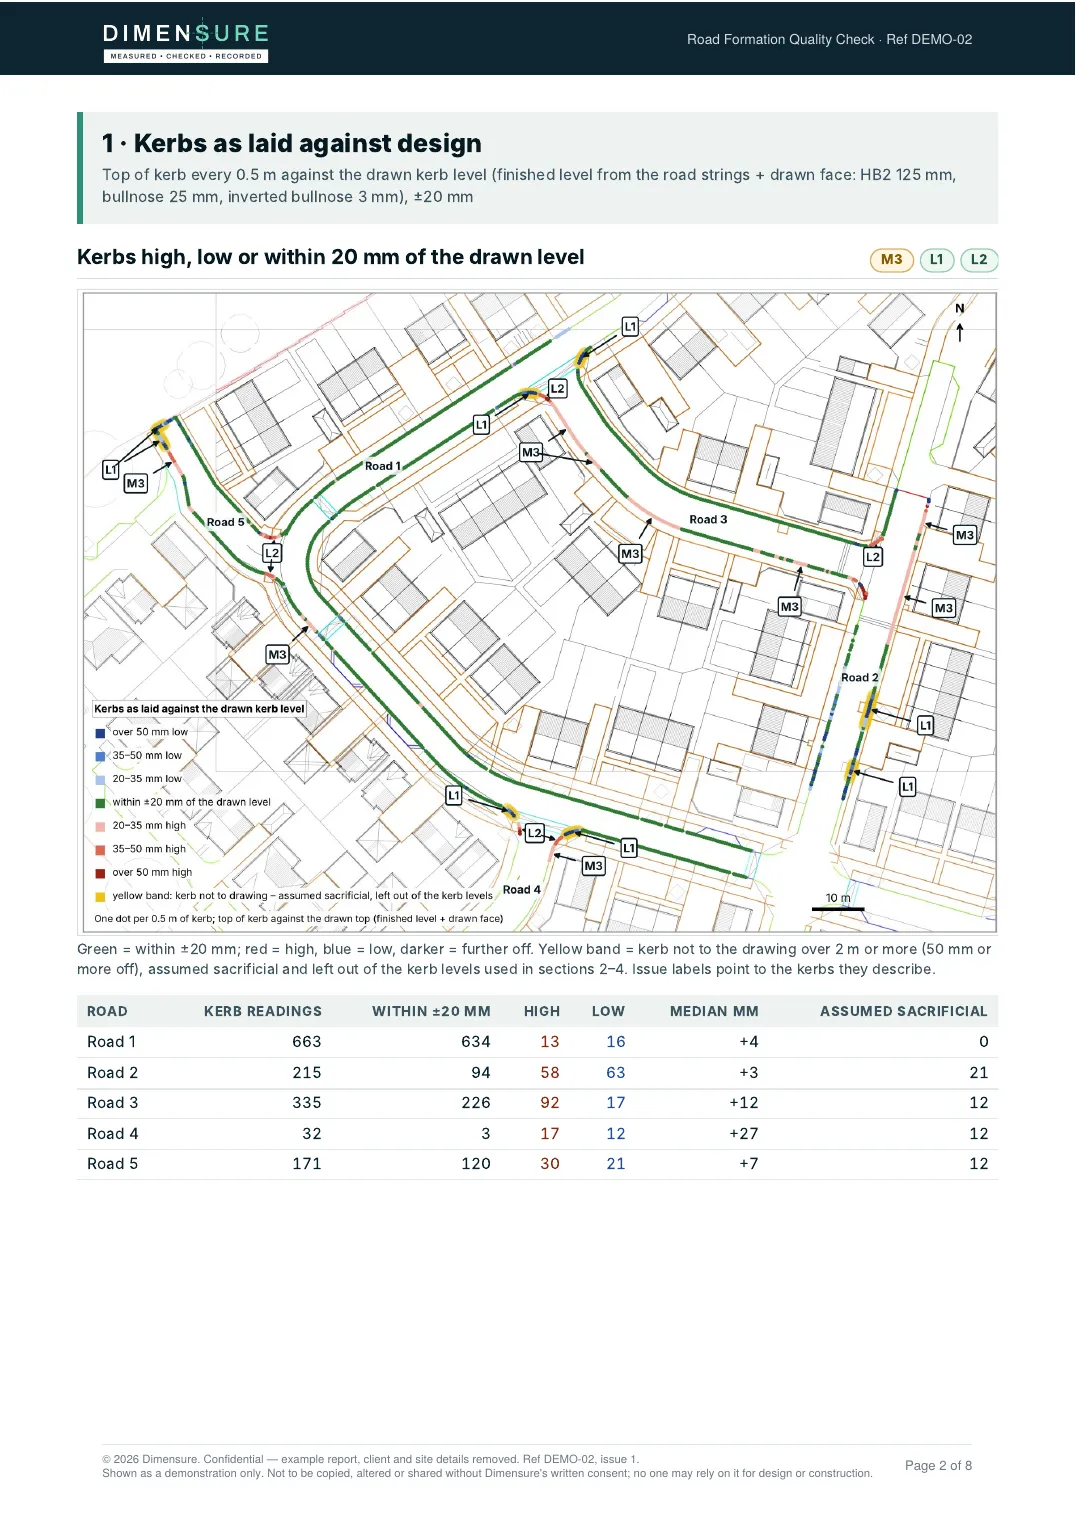 DIMENSURE
MEASURED • CHECKED • RECORDED
Road Formation Quality Check · Ref DEMO-02
1 · Kerbs as laid against design
Top of kerb every 0.5 m against the drawn kerb level (finished level from the road strings + drawn face: HB2 125 mm,
bullnose 25 mm, inverted bullnose 3 mm), ±20 mm
Kerbs high, low or within 20 mm of the drawn level
M3 L1 L2
N
L1
L2
L1
M3
Road 1
L1
M3
Road 5
Road 3
M3
L2
M3
L2
M3
M3
M3
Road 2
L1
L1
L1
L2
L1
M3
Road 4
Kerbs as laid against the drawn kerb level
over 50 mm low
35–50 mm low
20–35 mm low
within ±20 mm of the drawn level
20–35 mm high
35–50 mm high
over 50 mm high
yellow band: kerb not to drawing – assumed sacrificial, left out of the kerb levels
One dot per 0.5 m of kerb; top of kerb against the drawn top (finished level + drawn face)
10 m
Green = within ±20 mm; red = high, blue = low, darker = further off. Yellow band = kerb not to the drawing over 2 m or more (50 mm or
more off), assumed sacrificial and left out of the kerb levels used in sections 2–4. Issue labels point to the kerbs they describe.
ROAD KERB READINGS WITHIN ±20 MM HIGH LOW MEDIAN MM ASSUMED SACRIFICIAL
Road 1 663 634 13 16 +4 0
Road 2 215 94 58 63 +3 21
Road 3 335 226 92 17 +12 12
Road 4 32 3 17 12 +27 12
Road 5 171 120 30 21 +7 12
© 2026 Dimensure. Confidential — example report, client and site details removed. Ref DEMO-02, issue 1.
Shown as a demonstration only. Not to be copied, altered or shared without Dimensure's written consent; no one may rely on it for design or construction.
Page 2 of 8